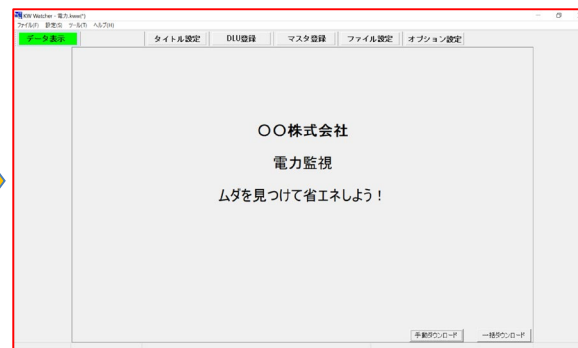 KW Watcher - 電力.kww(*)
ファイル(F) 設定(S) ツール(T) ヘルプ(H)
データ表示 タイトル設定 DLU登録 マスタ登録 ファイル設定 オプション設定
〇〇株式会社
電力監視
ムダを見つけて省エネしよう！
手動ダウンロード 一括ダウンロード